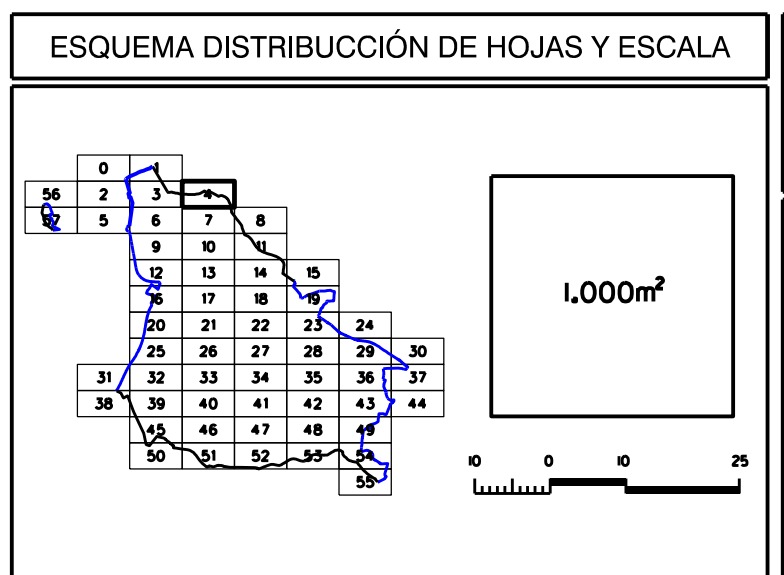 ESQUEMA DISTRIBUCCIÓN DE HOJAS Y ESCALA
0 1
56 2 3 4
57 5 6 7 8
9 10 11
12 13 14 15
16 17 18 19
20 21 22 23 24
25 26 27 28 29 30
31 32 33 34 35 36 37
38 39 40 41 42 43 44
45 46 47 48 49
50 51 52 53 54
55
1.000m²
10 0 10 25